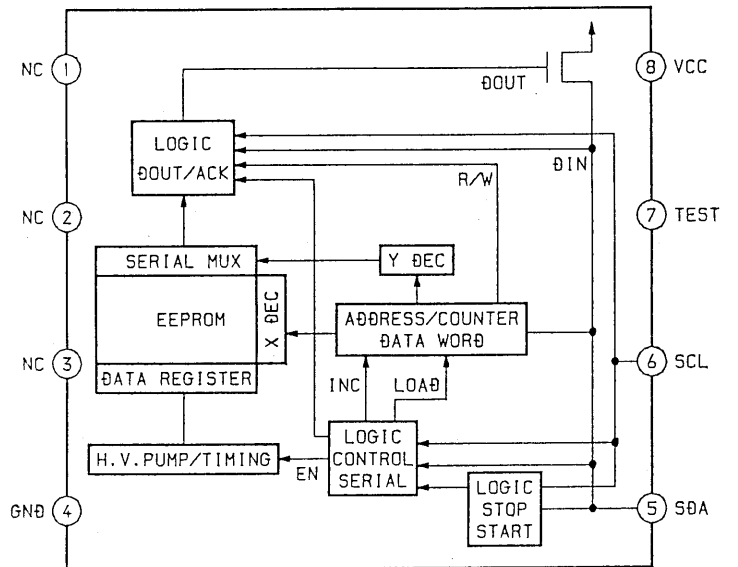 NC 1
8 VCC
DOUT
LOGIC
DOUT/ACK
DIN
R/W
NC 2
7 TEST
SERIAL MUX
Y DEC
EEPROM
X DEC
ADDRESS/COUNTER
DATA WORD
NC 3
6 SCL
DATA REGISTER
INC
LOAD
LOGIC
CONTROL
SERIAL
H.V.PUMP/TIMING
EN
LOGIC
STOP
START
GND 4
5 SDA